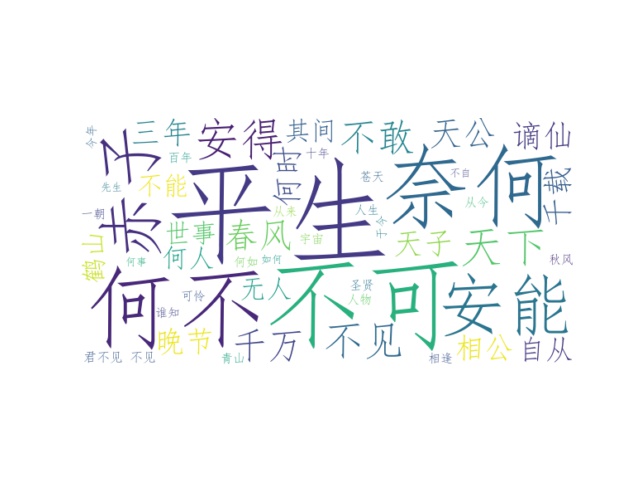 今年
三年
安得
其间
不敢
天公
谪仙
赤子
百年
十年
平生
奈何
先生
不能
何时
苍天
不自
千载
一朝
世事
春风
从来
宇宙
人生
于今
从今
鹤山
何事
何人
何如
如何
天子
天下
秋风
何不
不可
安能
可怜
无人
圣贤
人物
谁知
晚节
千万
不见
相公
自从
君不见
不见
青山
相逢